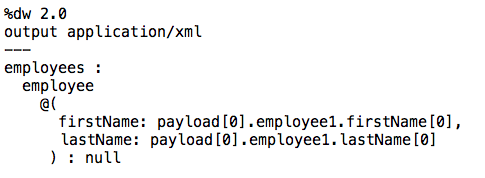 %dw 2.0
output application/xml
---
employees :
  employee
    @(
      firstName: payload[0].employee1.firstName[0],
      lastName: payload[0].employee1.lastName[0]
     ) : null